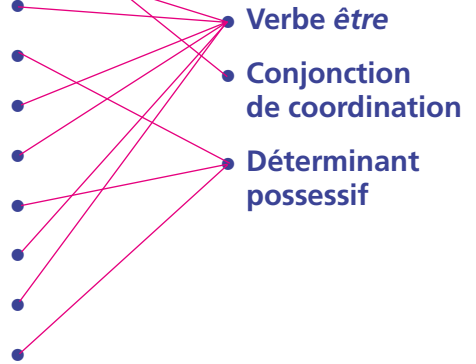 Verbe être
Conjonction
de coordination
Déterminant
possessif